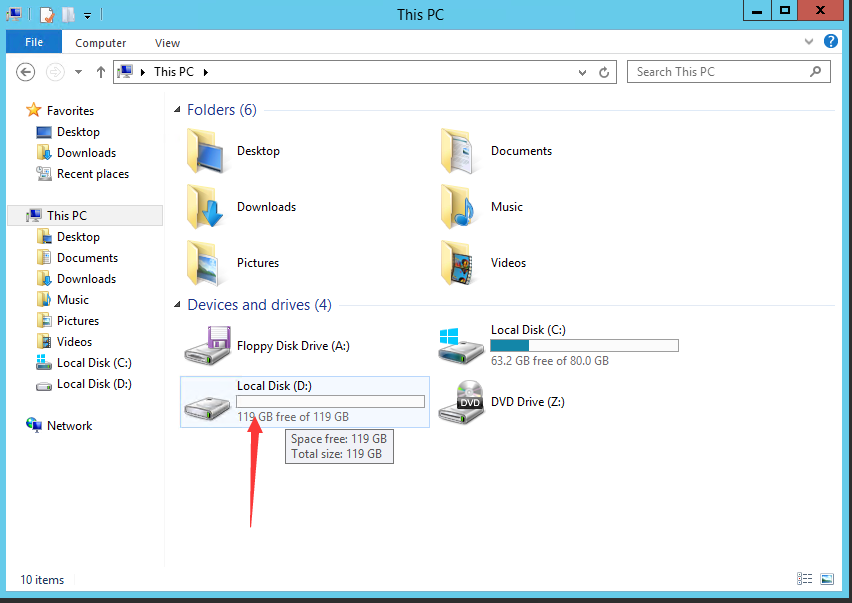 This PC
File
Computer
View
This PC
Search This PC
Favorites
Desktop
Downloads
Recent places
This PC
Desktop
Documents
Downloads
Music
Pictures
Videos
Local Disk (C:)
Local Disk (D:)
Network
Folders (6)
Desktop
Documents
Downloads
Music
Pictures
Videos
Devices and drives (4)
Floppy Disk Drive (A:)
Local Disk (C:)
63.2 GB free of 80.0 GB
Local Disk (D:)
119 GB free of 119 GB
DVD
DVD Drive (Z:)
Space free: 119 GB
Total size: 119 GB
10 items